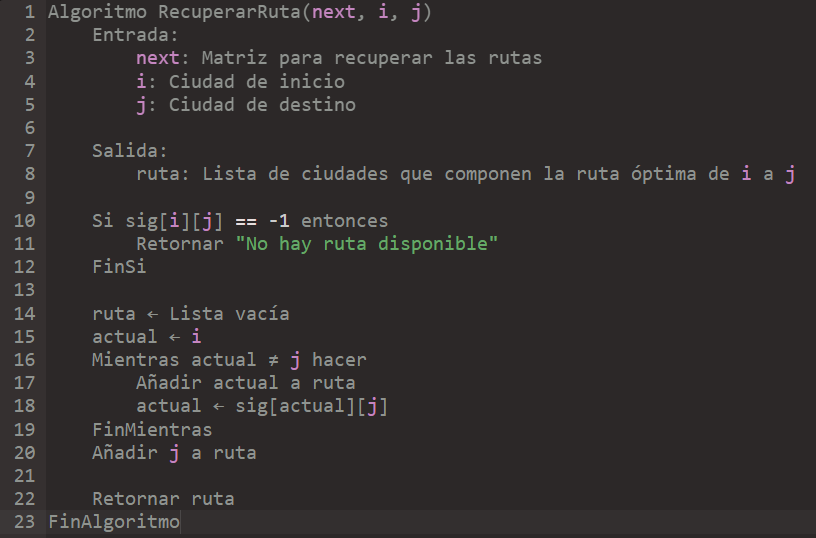 1 Algoritmo RecuperarRuta(next, i, j)
2     Entrada:
3         next: Matriz para recuperar las rutas
4         i: Ciudad de inicio
5         j: Ciudad de destino
6
7     Salida:
8         ruta: Lista de ciudades que componen la ruta óptima de i a j
9
10     Si sig[i][j] == -1 entonces
11         Retornar "No hay ruta disponible"
12     FinSi
13
14     ruta ← Lista vacía
15     actual ← i
16     Mientras actual ≠ j hacer
17         Añadir actual a ruta
18         actual ← sig[actual][j]
19     FinMientras
20     Añadir j a ruta
21
22     Retornar ruta
23 FinAlgoritmo